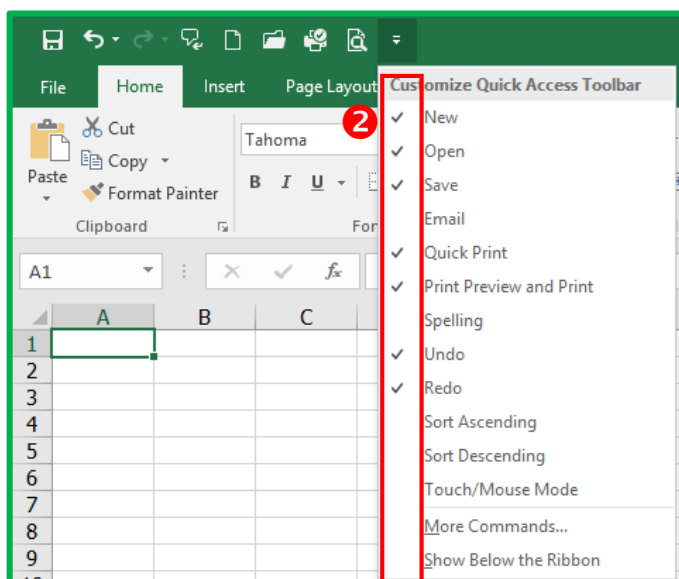 File Home Insert Page Layout
Customize Quick Access Toolbar
2
New
Open
Save
Email
Quick Print
Print Preview and Print
Spelling
Undo
Redo
Sort Ascending
Sort Descending
Touch/Mouse Mode
More Commands...
Show Below the Ribbon
Paste
Cut
Copy
Format Painter
Clipboard
Tahoma
B I U
For
A1 fx
A B C
1
2
3
4
5
6
7
8
9